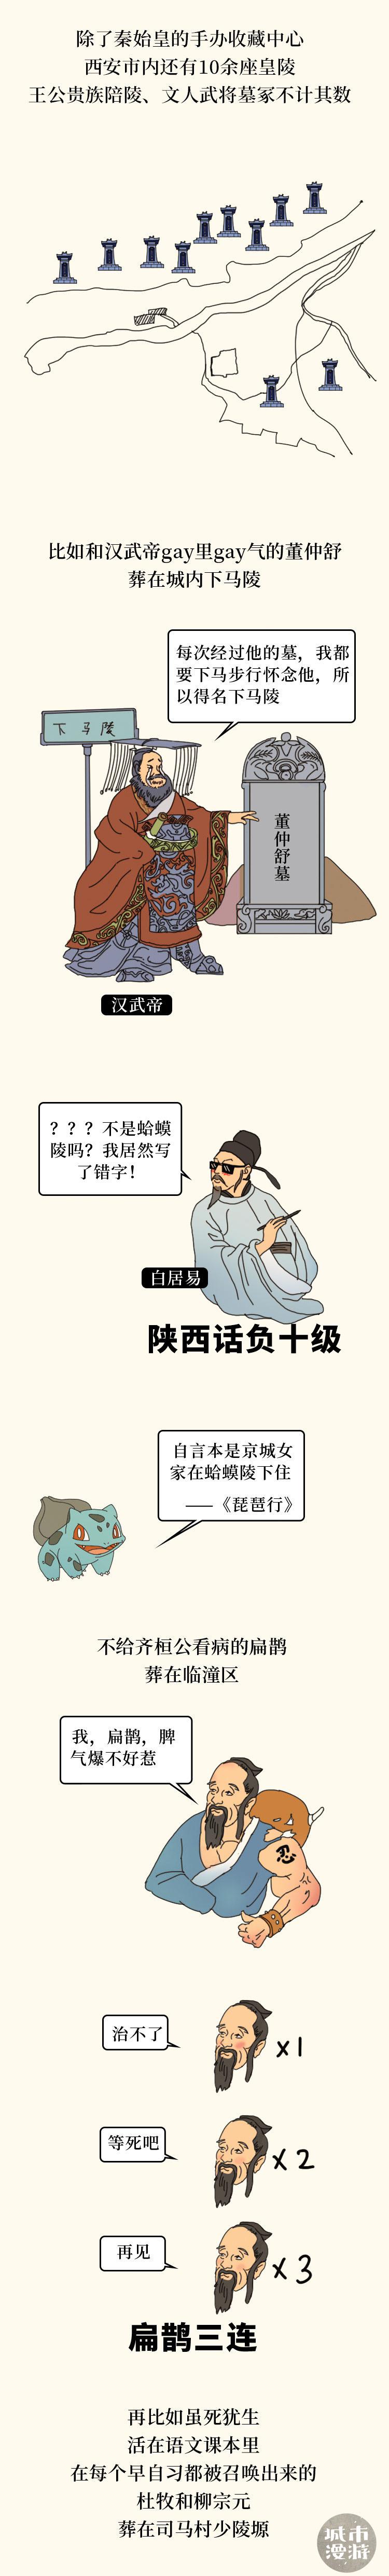 除了秦始皇的手办收藏中心
西安市内还有10余座皇陵
王公贵族陪陵、文人武将墓冢不计其数
比如和汉武帝gay里gay气的董仲舒
葬在城内下马陵
每次经过他的墓，我都
要下马步行怀念他，所
以得名下马陵
下马陵
董仲舒墓
汉武帝
？？？不是蛤蟆
陵吗？我居然写
了错字！
白居易
陕西话负十级
自言本是京城女
家在蛤蟆陵下住
——《琵琶行》
不给齐桓公看病的扁鹊
葬在临潼区
我，扁鹊，脾
气爆不好惹
忍
治不了
x1
等死吧
x2
再见
x3
扁鹊三连
再比如虽死犹生
活在语文课本里
在每个早自习都被召唤出来的
杜牧和柳宗元
葬在司马村少陵塬
城市
漫游